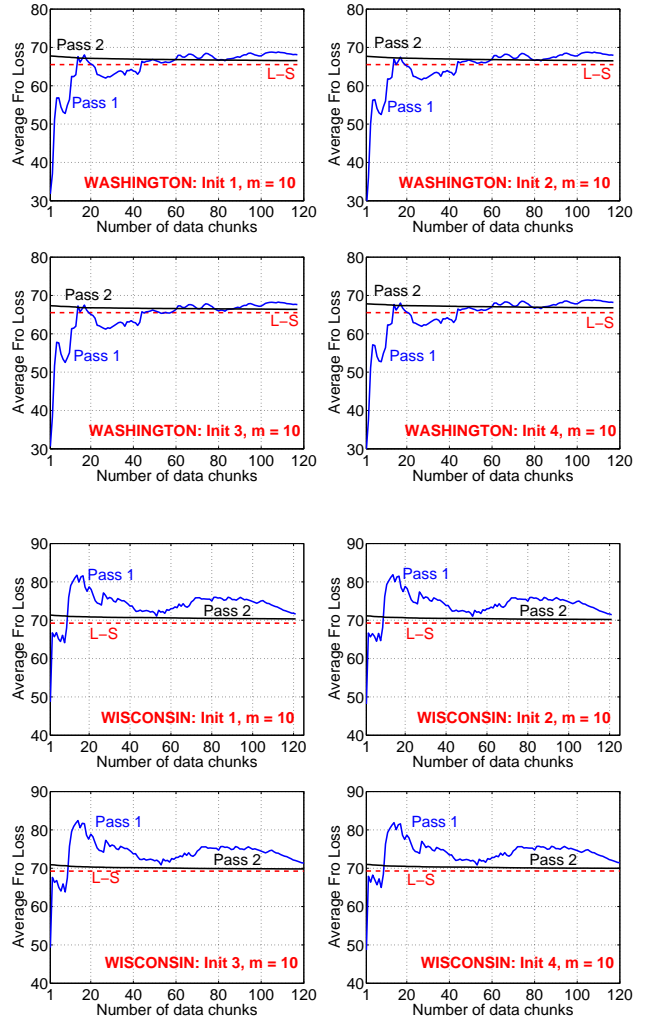 Average Fro Loss
80
70
60
50
40
30
Pass 2
L–S
Pass 1
WASHINGTON: Init 1, m = 10
1 20 40 60 80 100 120
Number of data chunks
Average Fro Loss
80
70
60
50
40
30
Pass 2
L–S
Pass 1
WASHINGTON: Init 2, m = 10
1 20 40 60 80 100 120
Number of data chunks
Average Fro Loss
80
70
60
50
40
30
Pass 2
L–S
Pass 1
WASHINGTON: Init 3, m = 10
1 20 40 60 80 100 120
Number of data chunks
Average Fro Loss
80
70
60
50
40
30
Pass 2
L–S
Pass 1
WASHINGTON: Init 4, m = 10
1 20 40 60 80 100 120
Number of data chunks
Average Fro Loss
90
80
70
60
50
40
Pass 1
Pass 2
L–S
WISCONSIN: Init 1, m = 10
1 20 40 60 80 100 120
Number of data chunks
Average Fro Loss
90
80
70
60
50
40
Pass 1
Pass 2
L–S
WISCONSIN: Init 2, m = 10
1 20 40 60 80 100 120
Number of data chunks
Average Fro Loss
90
80
70
60
50
40
Pass 1
Pass 2
L–S
WISCONSIN: Init 3, m = 10
1 20 40 60 80 100 120
Number of data chunks
Average Fro Loss
90
80
70
60
50
40
Pass 1
Pass 2
L–S
WISCONSIN: Init 4, m = 10
1 20 40 60 80 100 120
Number of data chunks